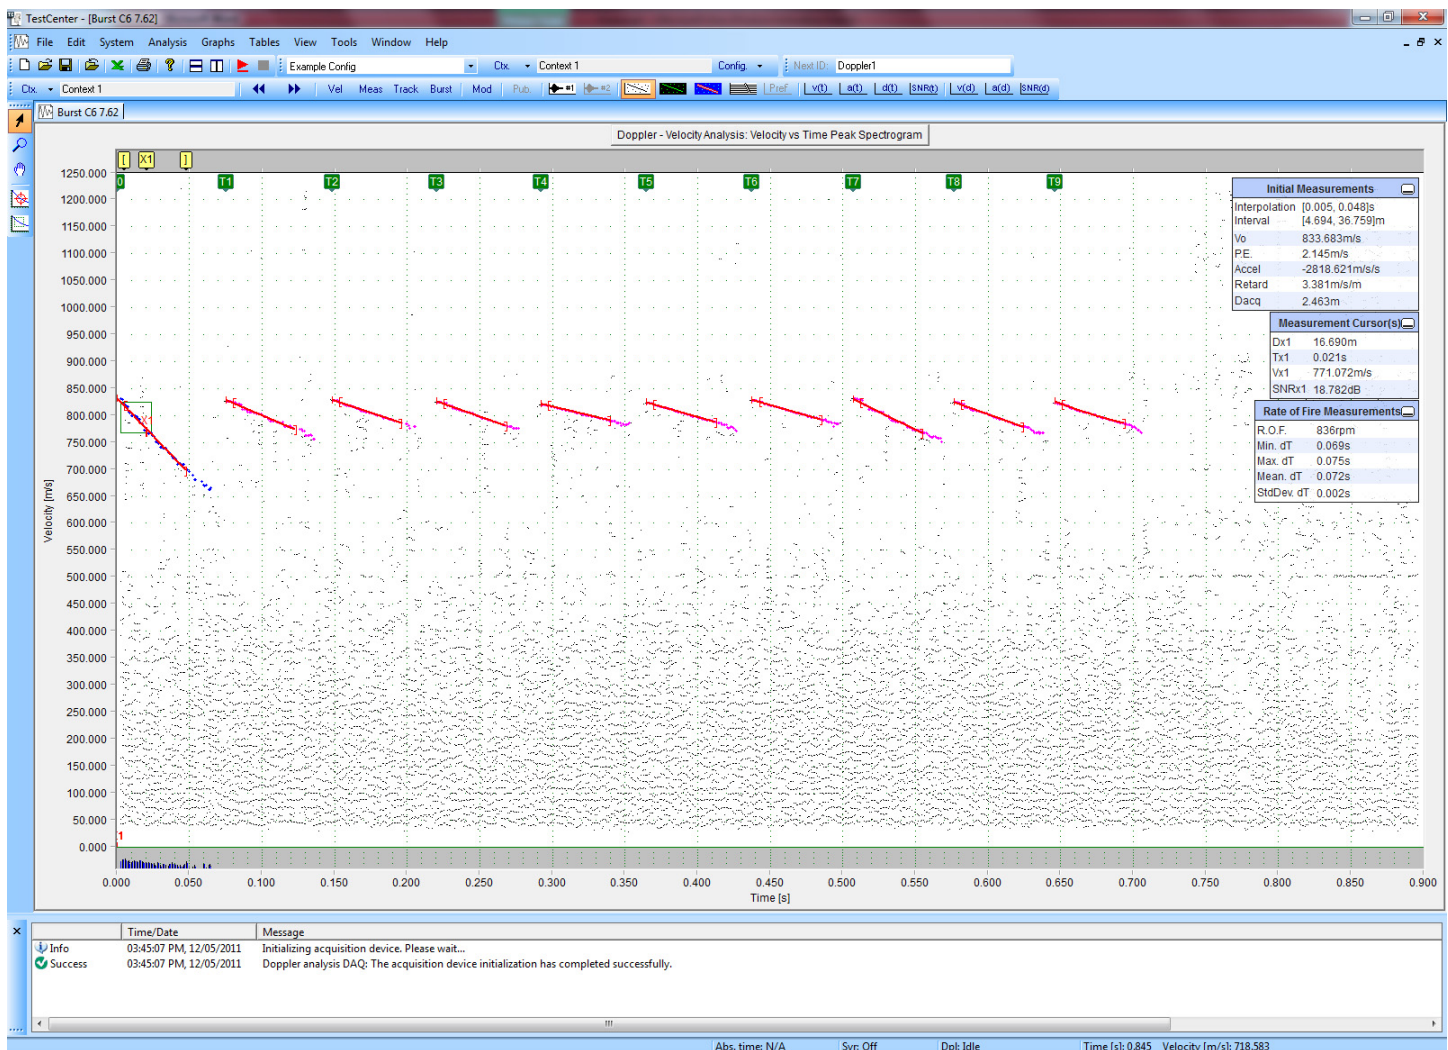 TestCenter - [Burst C6 7.62]
File Edit System Analysis Graphs Tables View Tools Window Help
Example Config Ctx. Context 1 Config. Next ID: Doppler1
Ctx. Context 1 Vel Meas Track Burst Mod Pub. #1 #2 Pref v(t) a(t) d(t) SNR(t) v(d) a(d) SNR(d)
Burst C6 7.62
Doppler - Velocity Analysis: Velocity vs Time Peak Spectrogram
[ X1 ]
0 T1 T2 T3 T4 T5 T6 T7 T8 T9
1250.000
1200.000
1150.000
1100.000
1050.000
1000.000
950.000
900.000
850.000
800.000
750.000
700.000
650.000
600.000
550.000
500.000
450.000
400.000
350.000
300.000
250.000
200.000
150.000
100.000
50.000
0.000
Velocity [m/s]
X1
1
Initial Measurements
Interpolation [0.005, 0.048]s
Interval [4.694, 36.759]m
Vo 833.683m/s
P.E. 2.145m/s
Accel -2818.621m/s/s
Retard 3.381m/s/m
Dacq 2.463m
Measurement Cursor(s)
Dx1 16.690m
Tx1 0.021s
Vx1 771.072m/s
SNRx1 18.782dB
Rate of Fire Measurements
R.O.F. 836rpm
Min. dT 0.069s
Max. dT 0.075s
Mean. dT 0.072s
StdDev. dT 0.002s
0.000 0.050 0.100 0.150 0.200 0.250 0.300 0.350 0.400 0.450 0.500 0.550 0.600 0.650 0.700 0.750 0.800 0.850 0.900
Time [s]
Time/Date Message
Info 03:45:07 PM, 12/05/2011 Initializing acquisition device. Please wait...
Success 03:45:07 PM, 12/05/2011 Doppler analysis DAQ: The acquisition device initialization has completed successfully.
Abs. time: N/A Syr: Off Dpl: Idle Time [s]: 0.845 Velocity [m/s]: 718.583